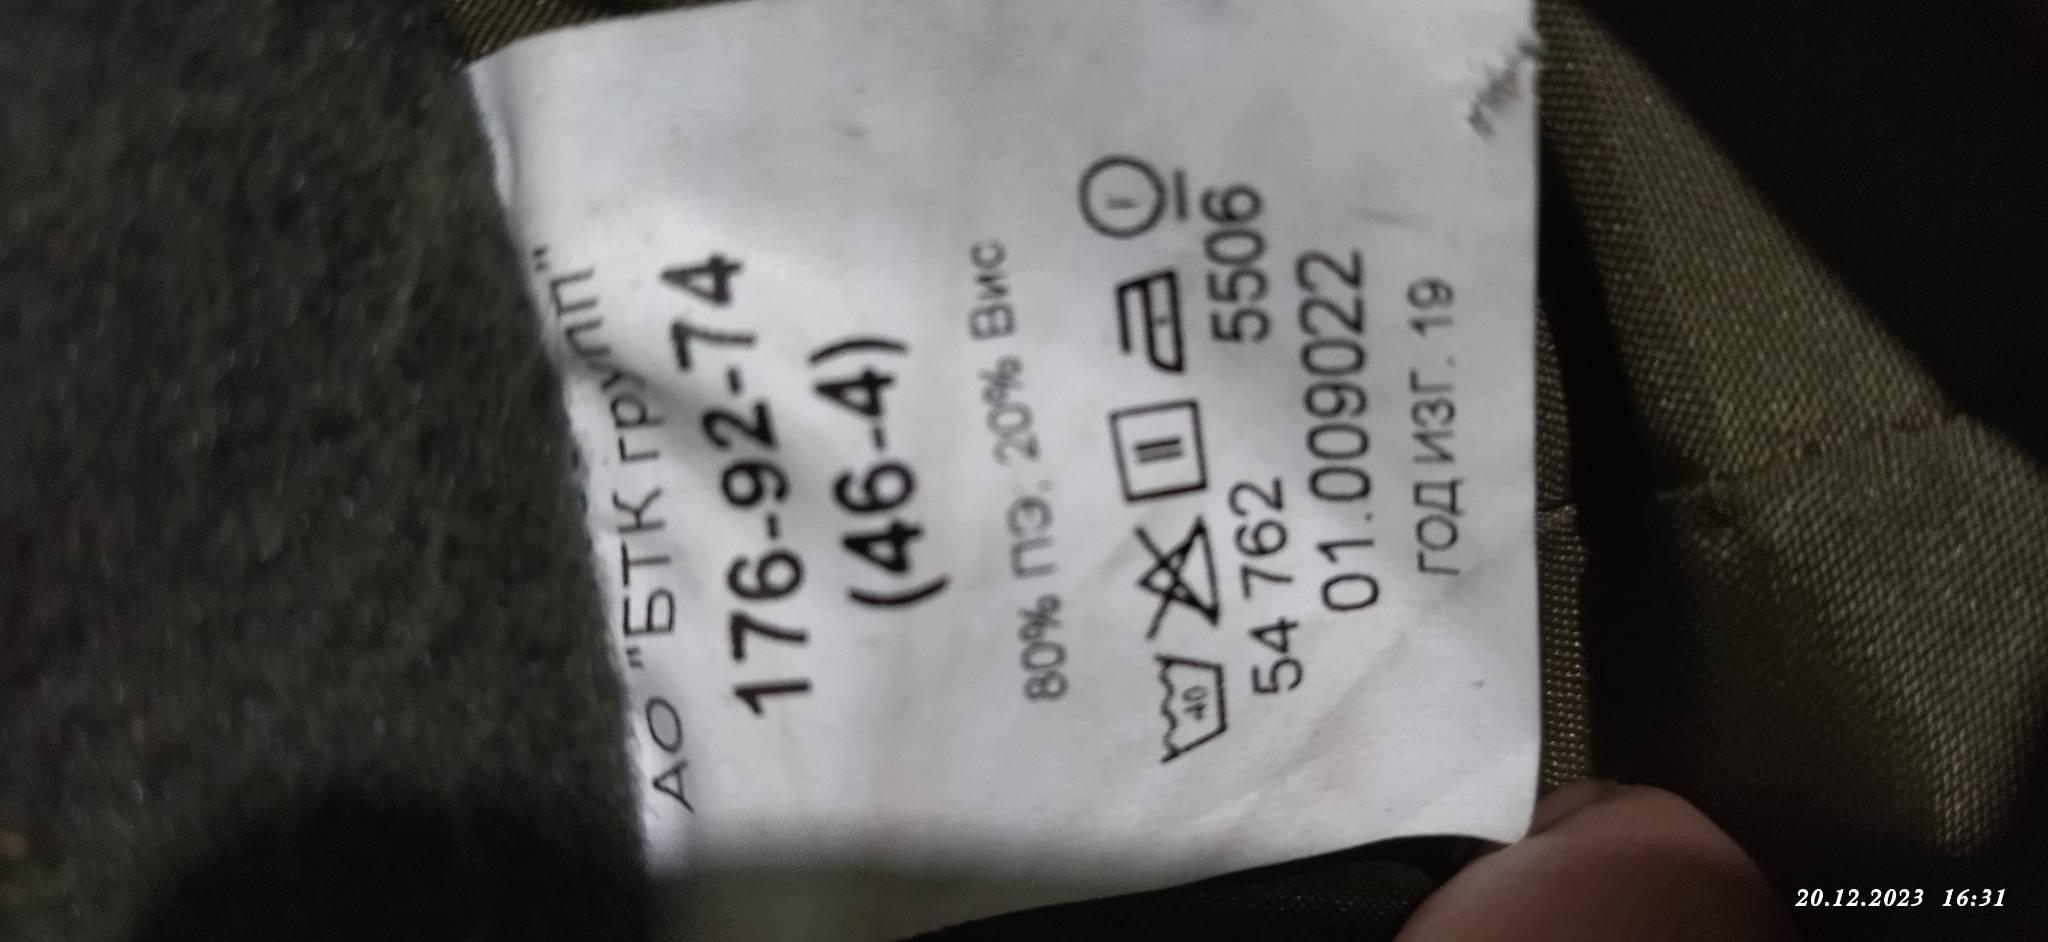 АО "БТК групп"
176-92-74
(46-4)
80% ПЭ; 20% Вис
40
54 762 5506
01.009022
ГОД ИЗГ. 19
20.12.2023 16:31